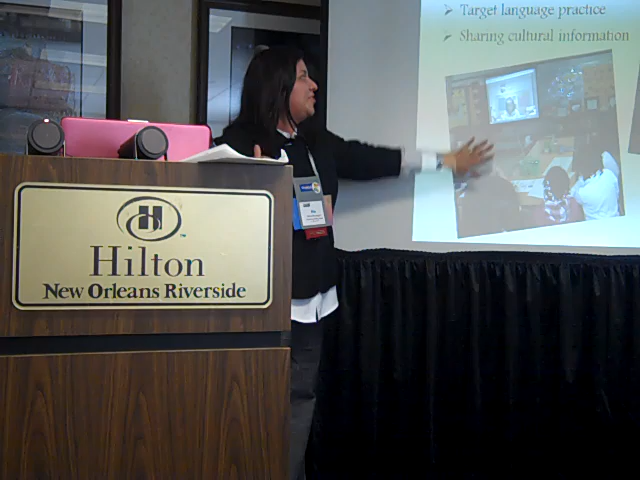 ➢ Target language practice
➢ Sharing cultural information
H
Hilton
New Orleans Riverside